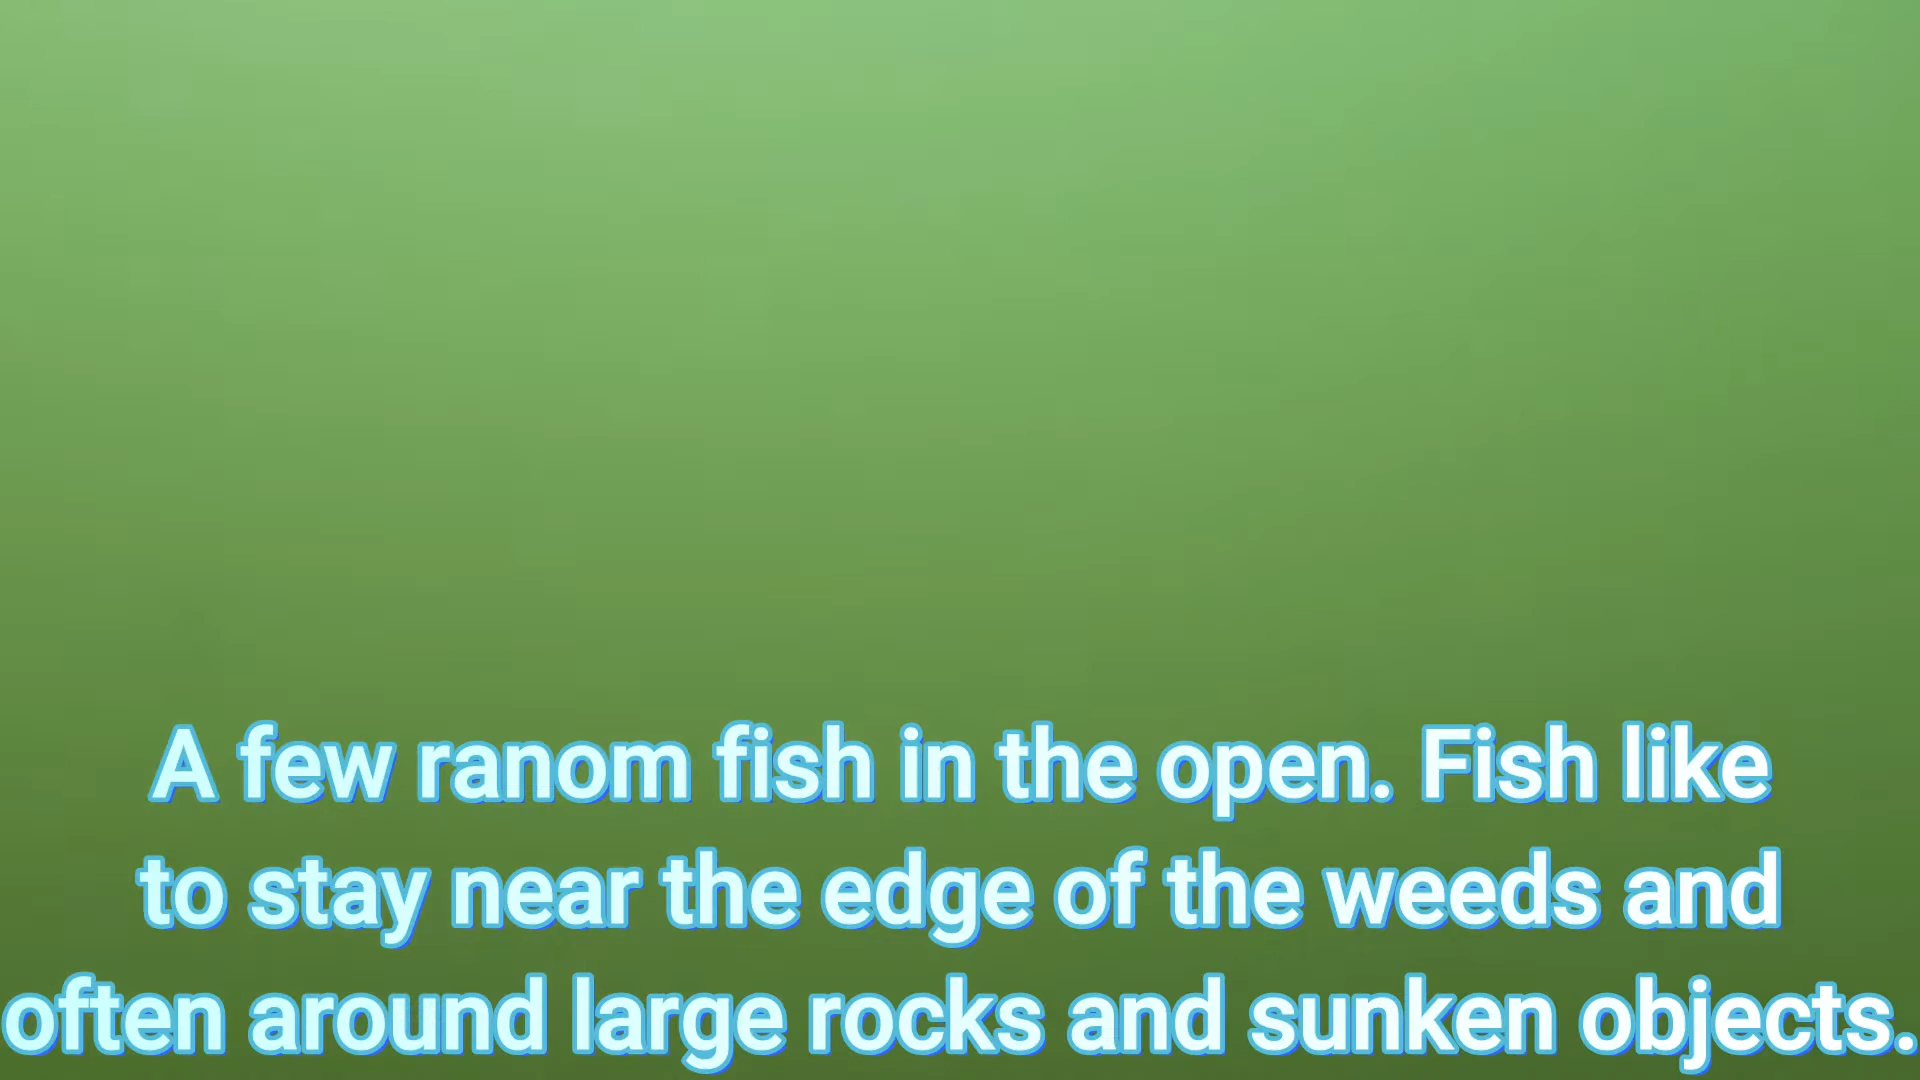 A few ranom fish in the open. Fish like
to stay near the edge of the weeds and
often around large rocks and sunken objects.